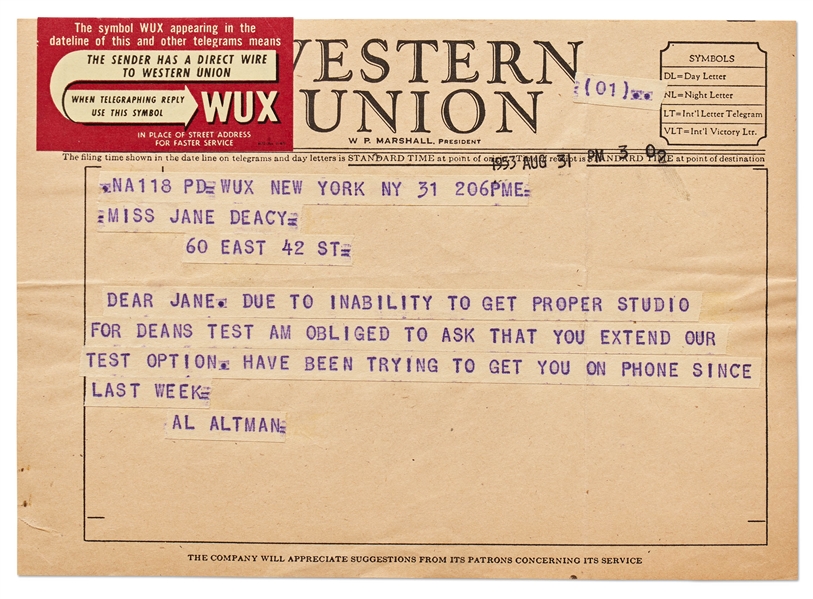 The symbol WUX appearing in the
dateline of this and other telegrams means
THE SENDER HAS A DIRECT WIRE
TO WESTERN UNION
WHEN TELEGRAPHING REPLY
USE THIS SYMBOL
WUX
IN PLACE OF STREET ADDRESS
FOR FASTER SERVICE
WESTERN
UNION
W. P. MARSHALL, PRESIDENT
(01)
SYMBOLS
DL=Day Letter
NL=Night Letter
LT=Int'l Letter Telegram
VLT=Int'l Victory Ltr.
The filing time shown in the date line on telegrams and day letters is STANDARD TIME at point of STANDARD TIME at point of destination
1953 AUG 31 PM 3 02
NA118 PD=WUX NEW YORK NY 31 206PME=
=MISS JANE DEACY=
60 EAST 42 ST=
DEAR JANE. DUE TO INABILITY TO GET PROPER STUDIO
FOR DEANS TEST AM OBLIGED TO ASK THAT YOU EXTEND OUR
TEST OPTION. HAVE BEEN TRYING TO GET YOU ON PHONE SINCE
LAST WEEK=
AL ALTMAN=
THE COMPANY WILL APPRECIATE SUGGESTIONS FROM ITS PATRONS CONCERNING ITS SERVICE